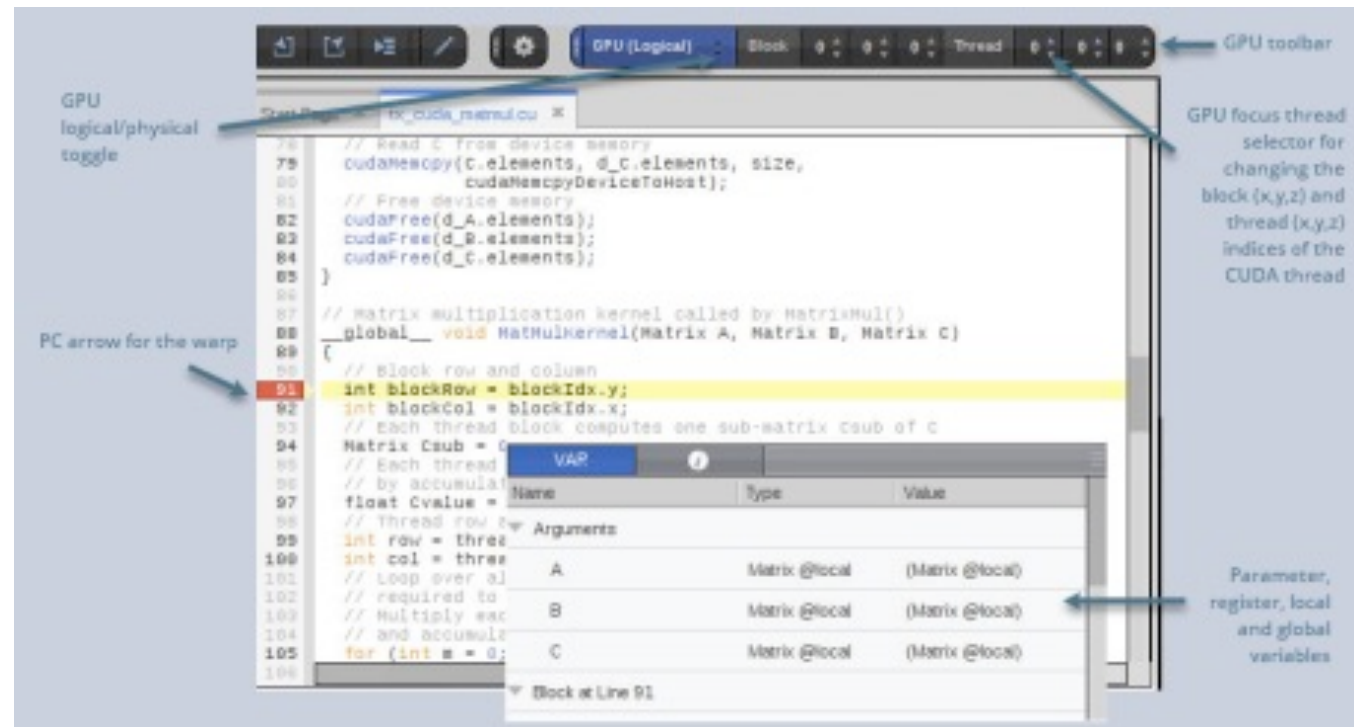 GPU (Logical) Block 0 0 0 Thread 0 0 0
GPU toolbar
GPU
logical/physical
toggle
GPU focus thread
selector for
changing the
block (x,y,z) and
thread (x,y,z)
indices of the
CUDA thread
Start Page tx_cuda_matmul.cu
78 // Read C from device memory
79 cudaMemcpy(C.elements, d_C.elements, size,
80 cudaMemcpyDeviceToHost);
81 // Free device memory
82 cudaFree(d_A.elements);
83 cudaFree(d_B.elements);
84 cudaFree(d_C.elements);
85 }
86
87 // Matrix multiplication kernel called by MatrixMul()
88 __global__ void MatMulKernel(Matrix A, Matrix B, Matrix C)
89 {
90 // Block row and column
PC arrow for the warp
91 int blockRow = blockIdx.y;
92 int blockCol = blockIdx.x;
93 // Each thread block computes one sub-matrix Csub of C
94 Matrix Csub =
95 // Each thread
96 // by accumulat
97 float Cvalue =
98 // Thread row
99 int row = threa
100 int col = threa
101 // Loop over al
102 // required to
103 // Multiply eac
104 // and accumula
105 for (int m = 0;
106
VAR
Name Type Value
Arguments
A Matrix @local (Matrix @local)
B Matrix @local (Matrix @local)
C Matrix @local (Matrix @local)
Block at Line 91
Parameter,
register, local
and global
variables